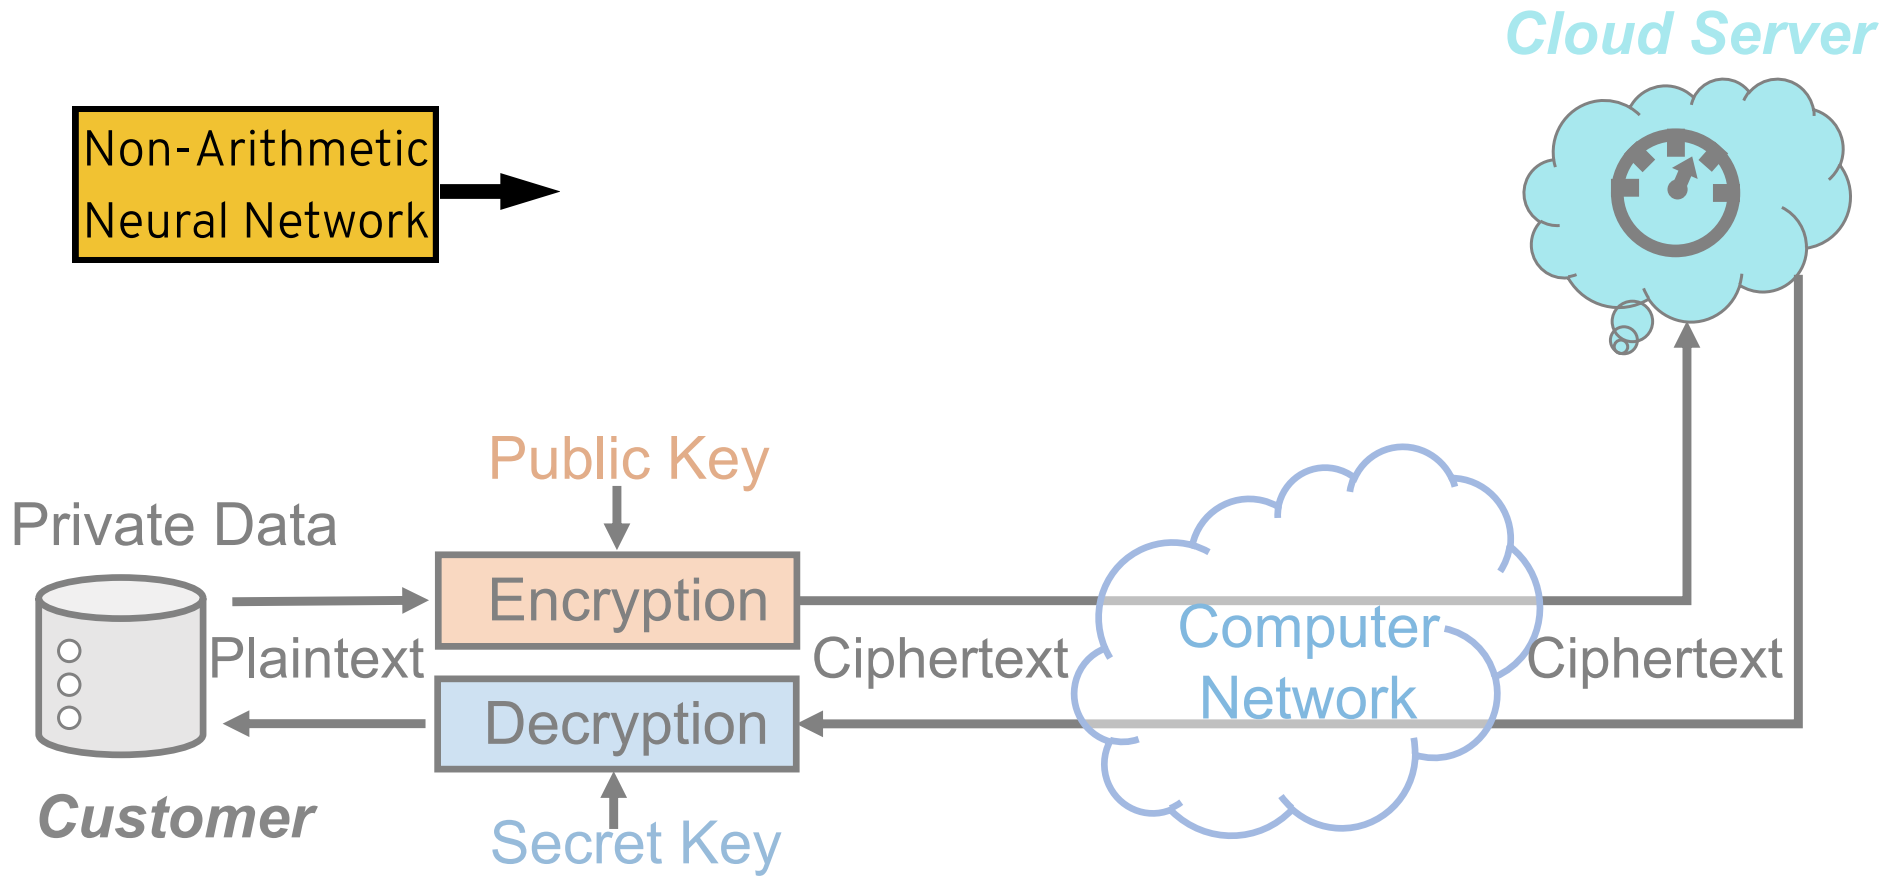 Cloud Server
Non-Arithmetic
Neural Network
Public Key
Private Data
Encryption
Plaintext
Ciphertext
Computer
Network
Ciphertext
Decryption
Customer
Secret Key